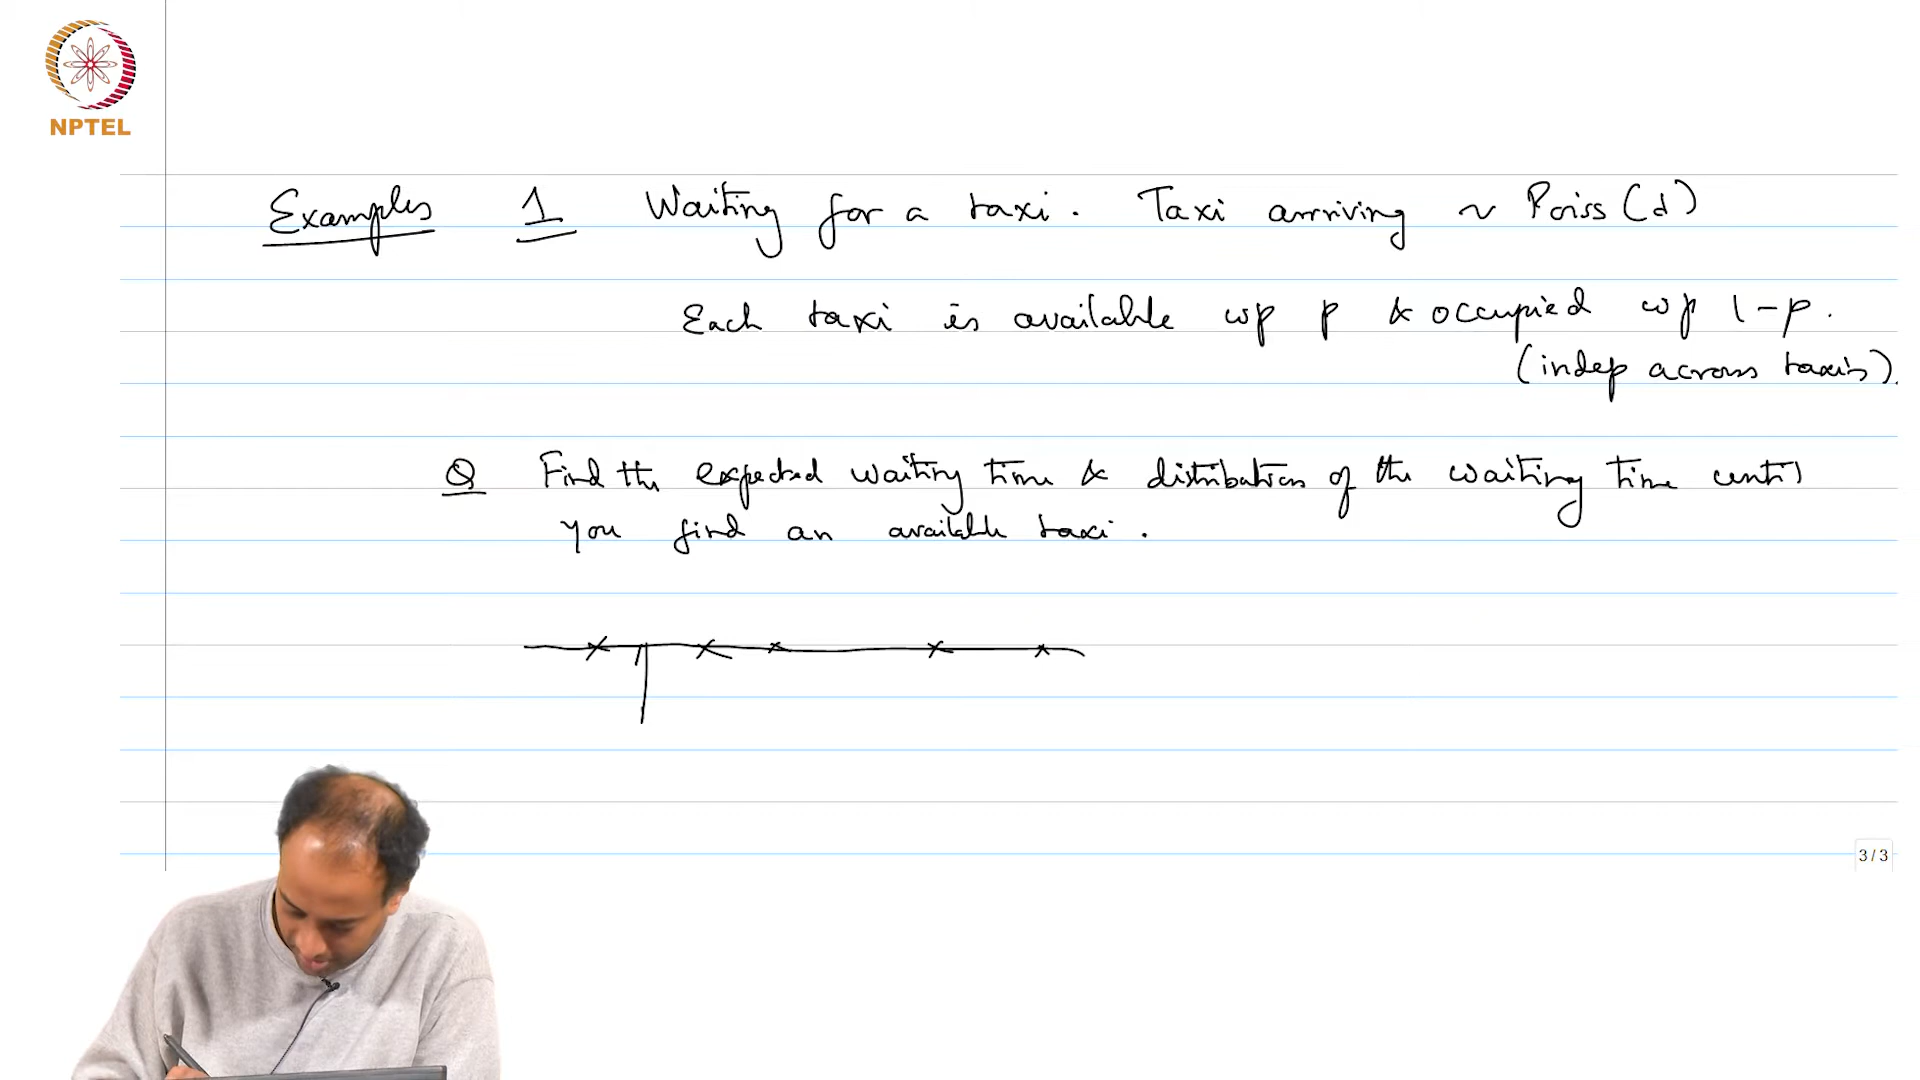 NPTEL
Examples 1 Waiting for a taxi. Taxi arriving ~ Poiss(λ)
Each taxi is available wp p & occupied wp 1-p.
(indep across taxis).
Q Find the expected waiting time & distribution of the waiting time until
you find an available taxi.
3 / 3